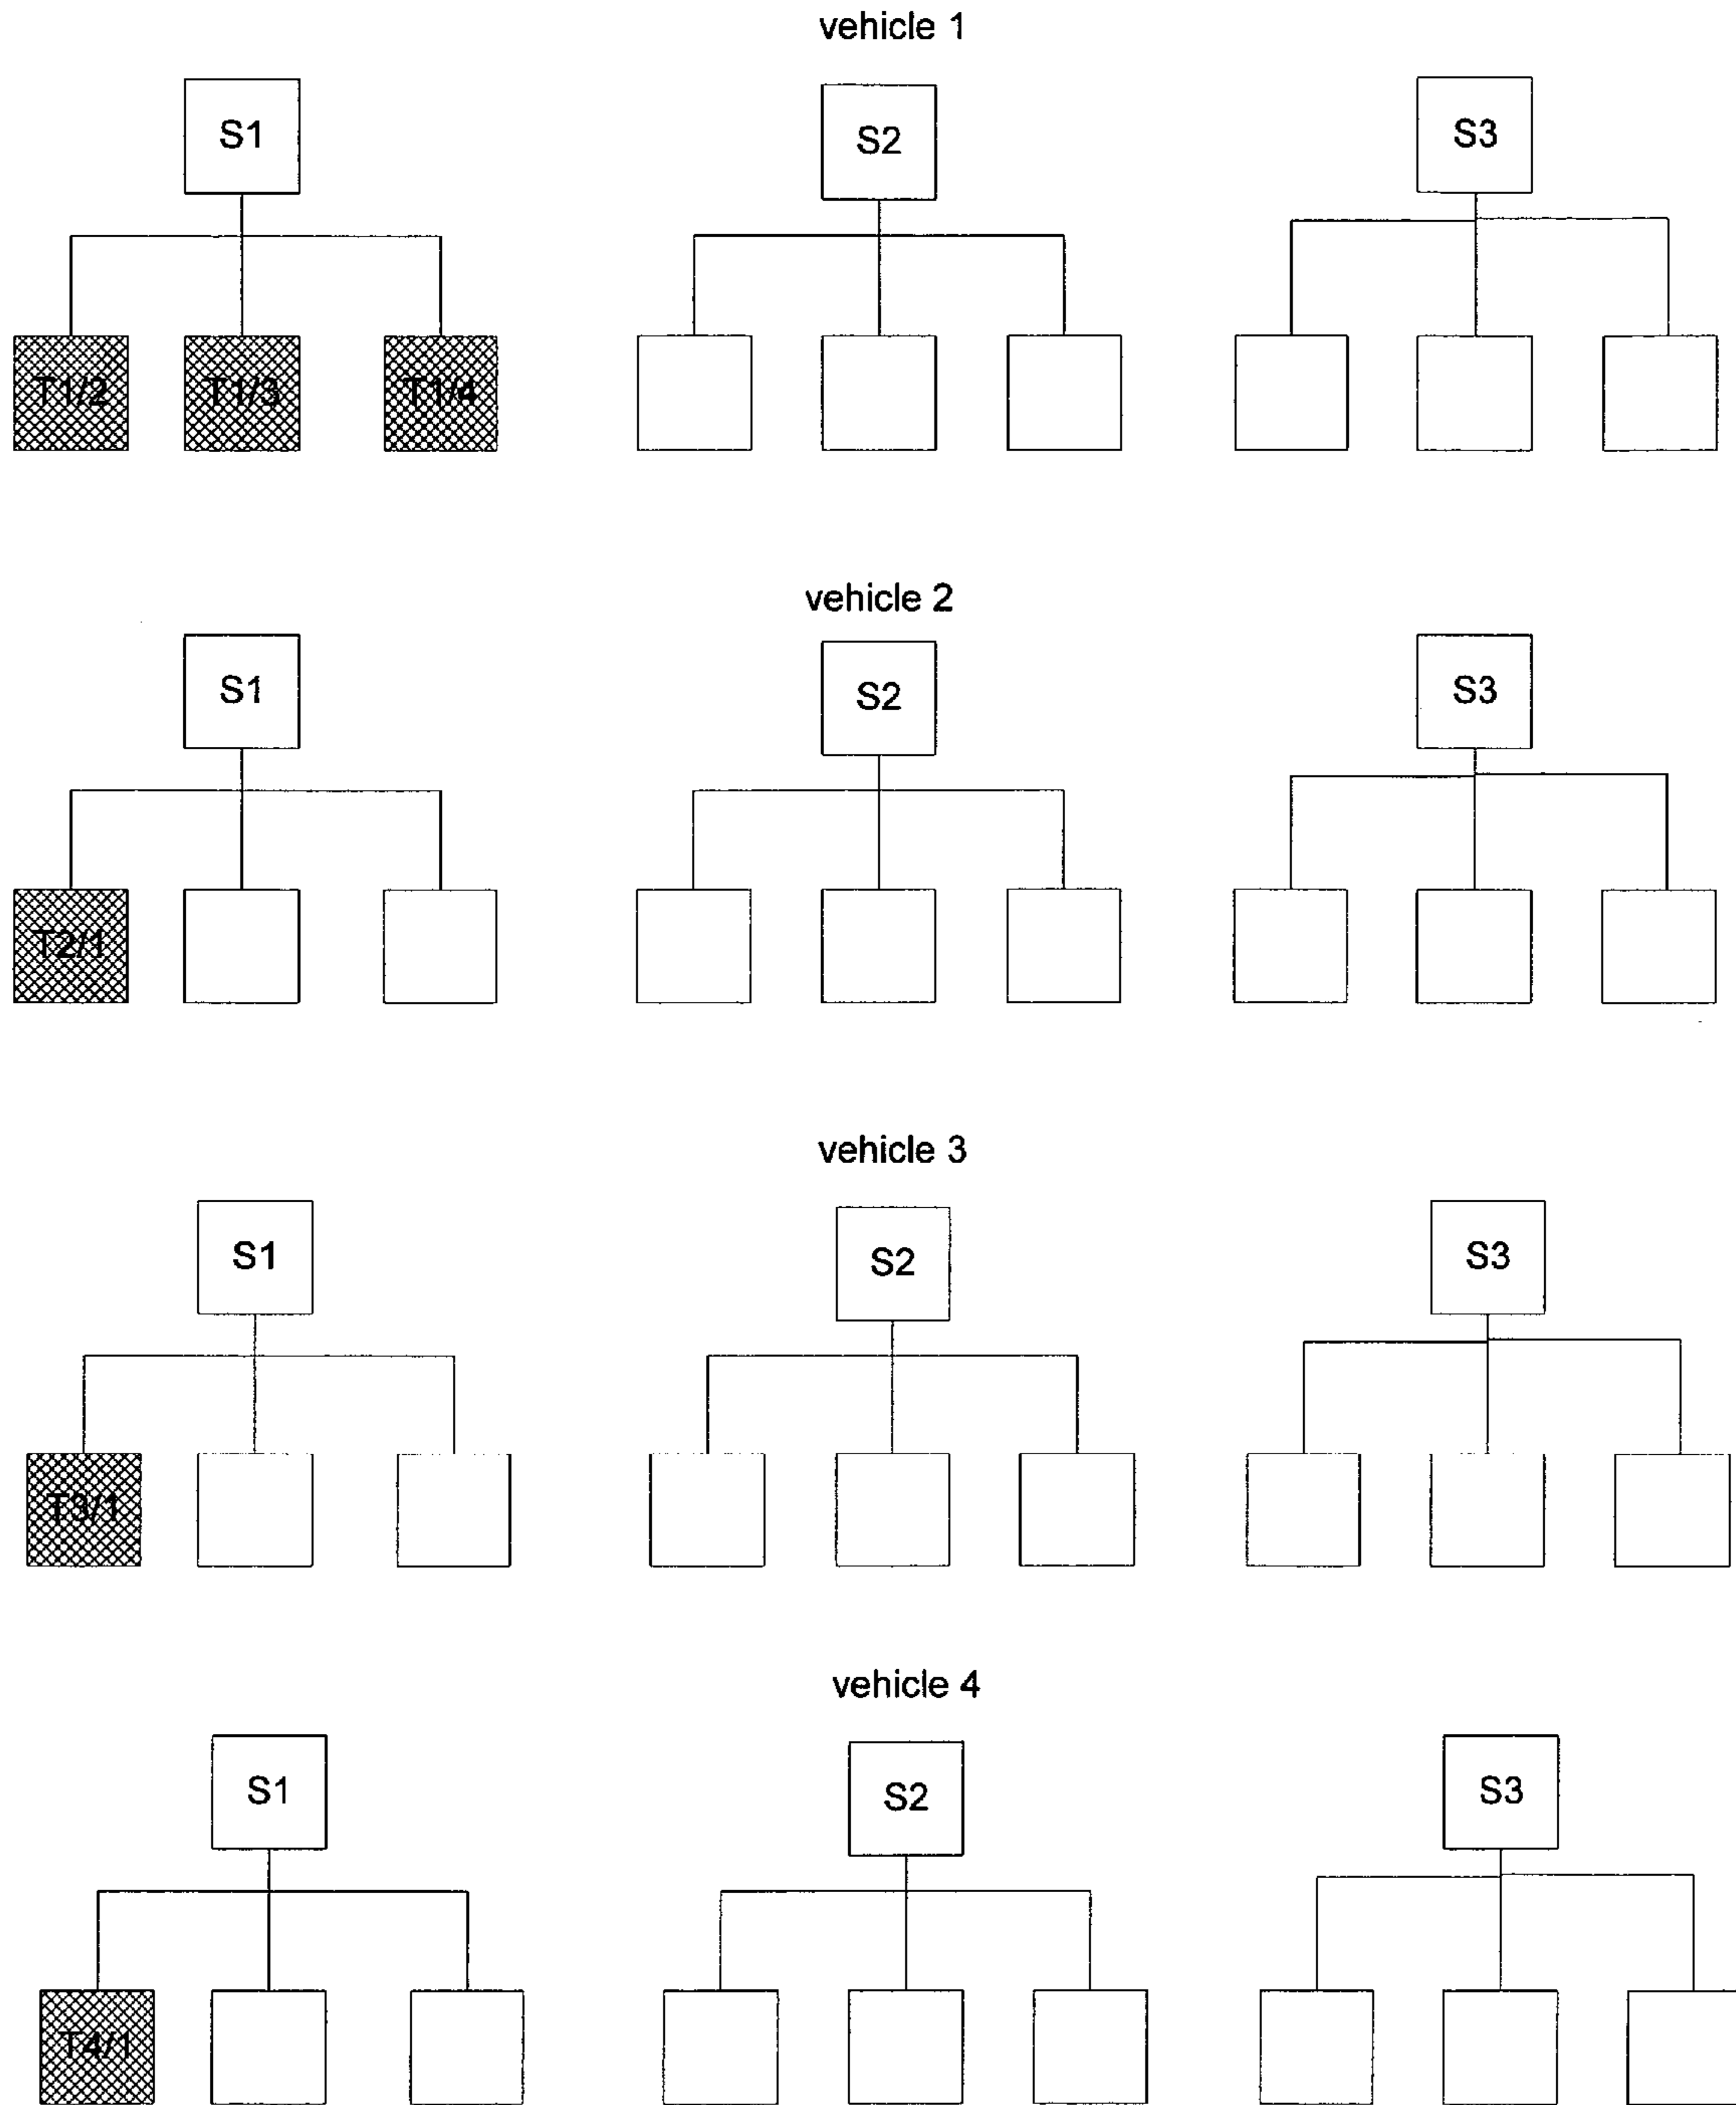 vehicle 1
S1 S2 S3
T1/2 T1/3 T1/4
vehicle 2
S1 S2 S3
T2/1
vehicle 3
S1 S2 S3
T3/1
vehicle 4
S1 S2 S3
T4/1